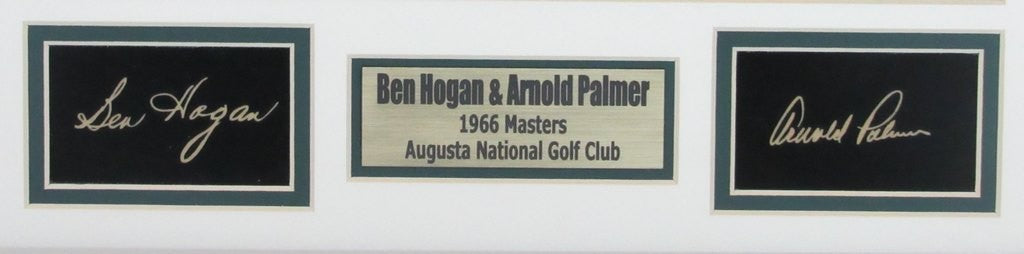 Ben Hogan
Ben Hogan & Arnold Palmer
1966 Masters
Augusta National Golf Club
Arnold Palmer